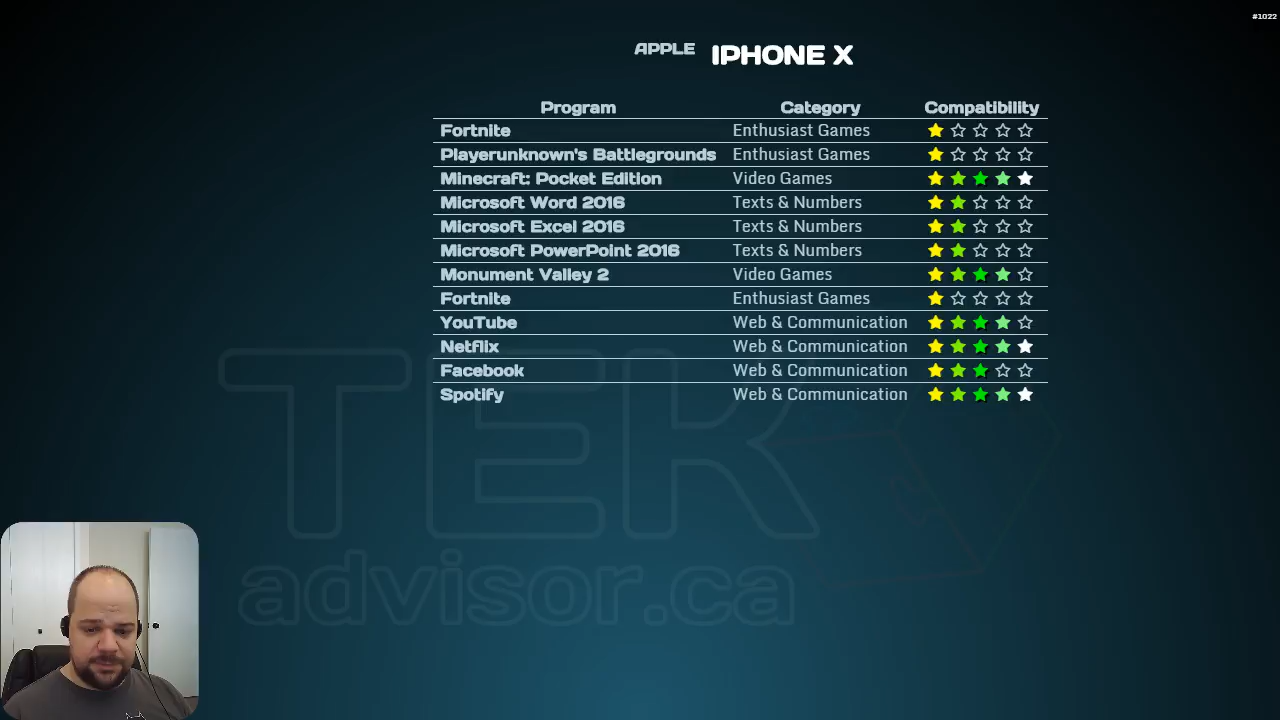 #1022
APPLE IPHONE X
Program Category Compatibility
Fortnite Enthusiast Games
Playerunknown's Battlegrounds Enthusiast Games
Minecraft: Pocket Edition Video Games
Microsoft Word 2016 Texts & Numbers
Microsoft Excel 2016 Texts & Numbers
Microsoft PowerPoint 2016 Texts & Numbers
Monument Valley 2 Video Games
Fortnite Enthusiast Games
YouTube Web & Communication
Netflix Web & Communication
Facebook Web & Communication
Spotify Web & Communication
TEK
advisor.ca